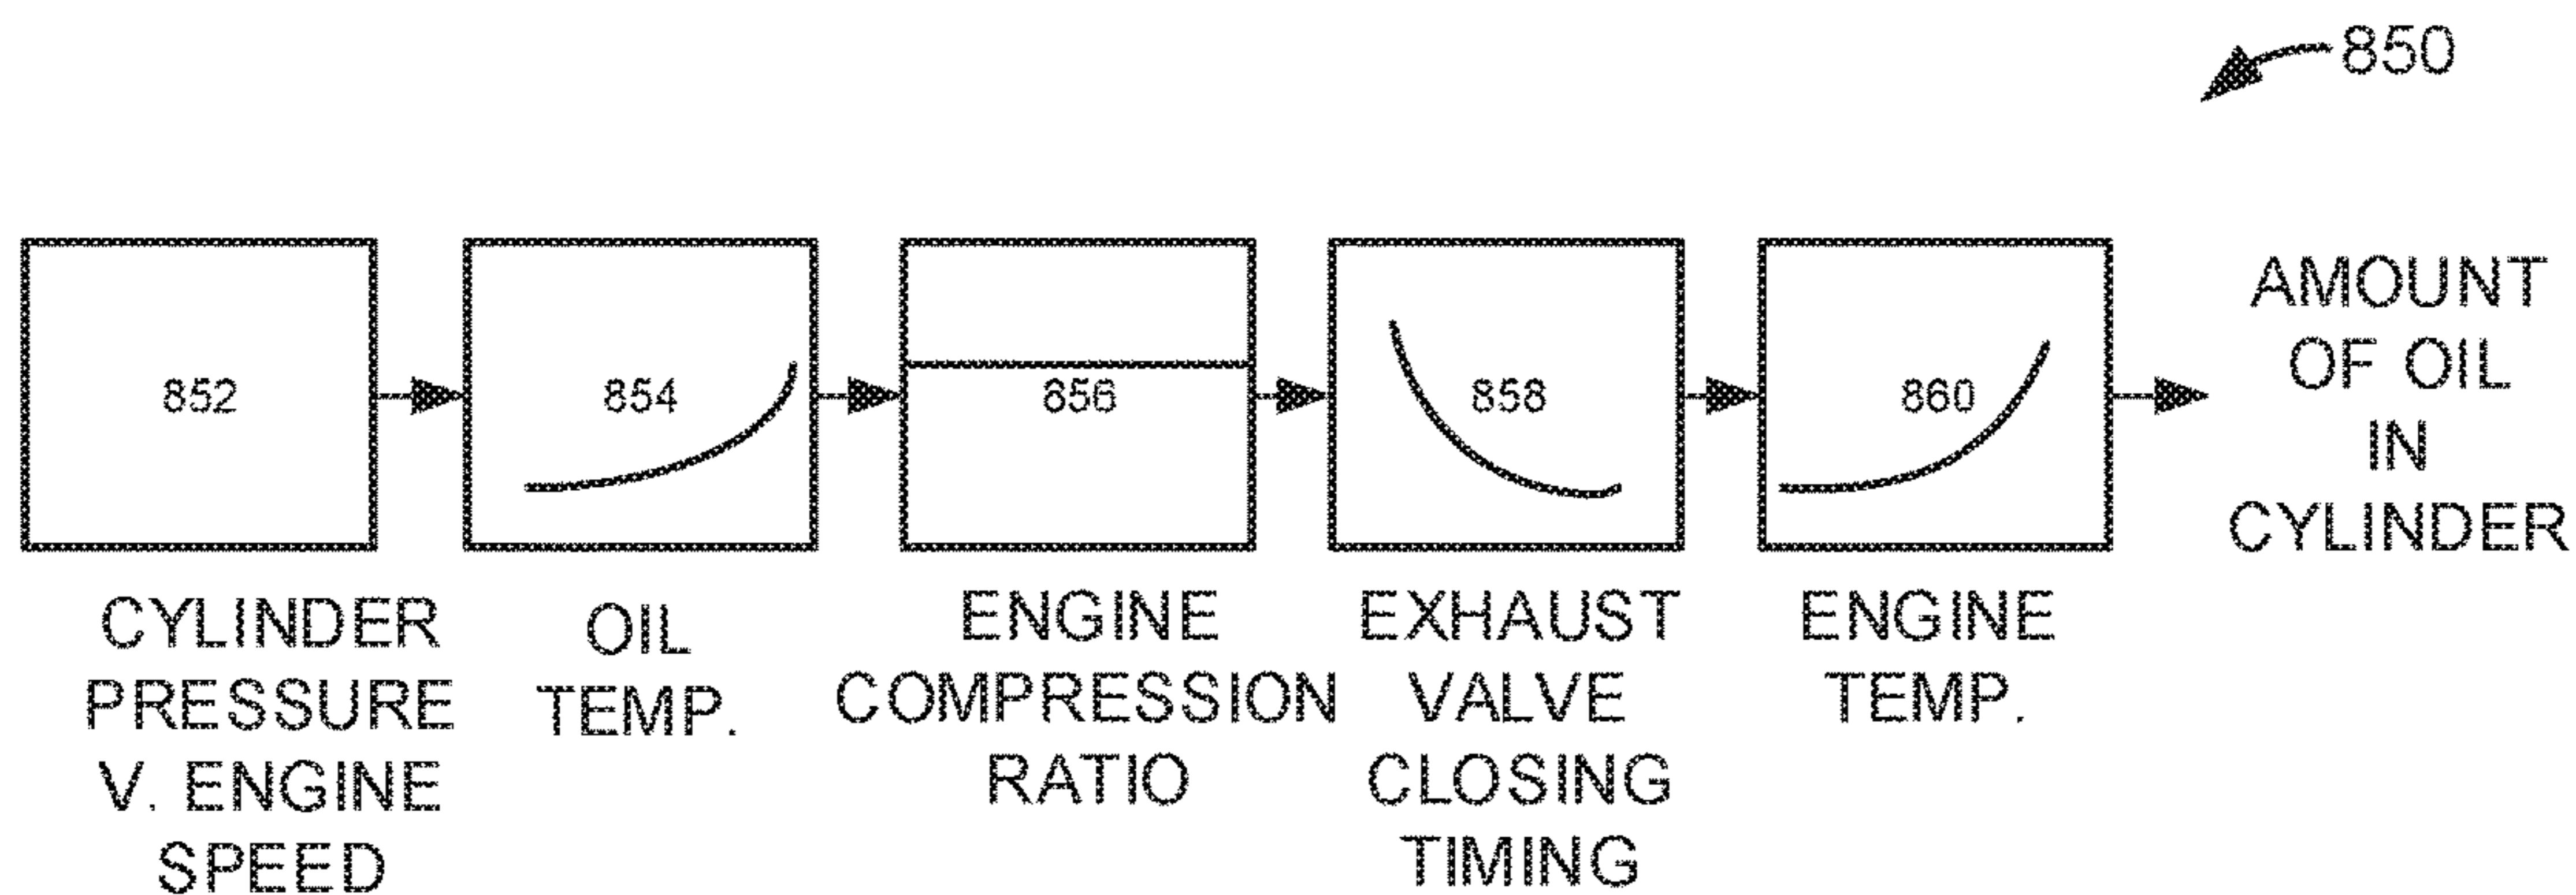 850
852
854
856
858
860
AMOUNT
OF OIL
IN
CYLINDER
CYLINDER
PRESSURE
V. ENGINE
SPEED
OIL
TEMP.
ENGINE
COMPRESSION
RATIO
EXHAUST
VALVE
CLOSING
TIMING
ENGINE
TEMP.